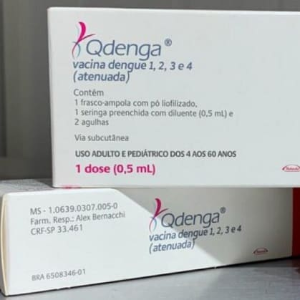 Qdenga®
vacina dengue 1, 2, 3 e 4
(atenuada)
Contém
1 frasco-ampola com pó liofilizado,
1 seringa preenchida com diluente (0,5 mL) e
2 agulhas
Via subcutânea
USO ADULTO E PEDIÁTRICO DOS 4 AOS 60 ANOS
1 dose (0,5 mL)
MS - 1.0639.0307.005-0
Farm. Resp.: Alex Bernacchi
CRF-SP 33.461
BRA 6508346-01
Qdenga®
vacina dengue 1, 2, 3 e 4
(atenuada)